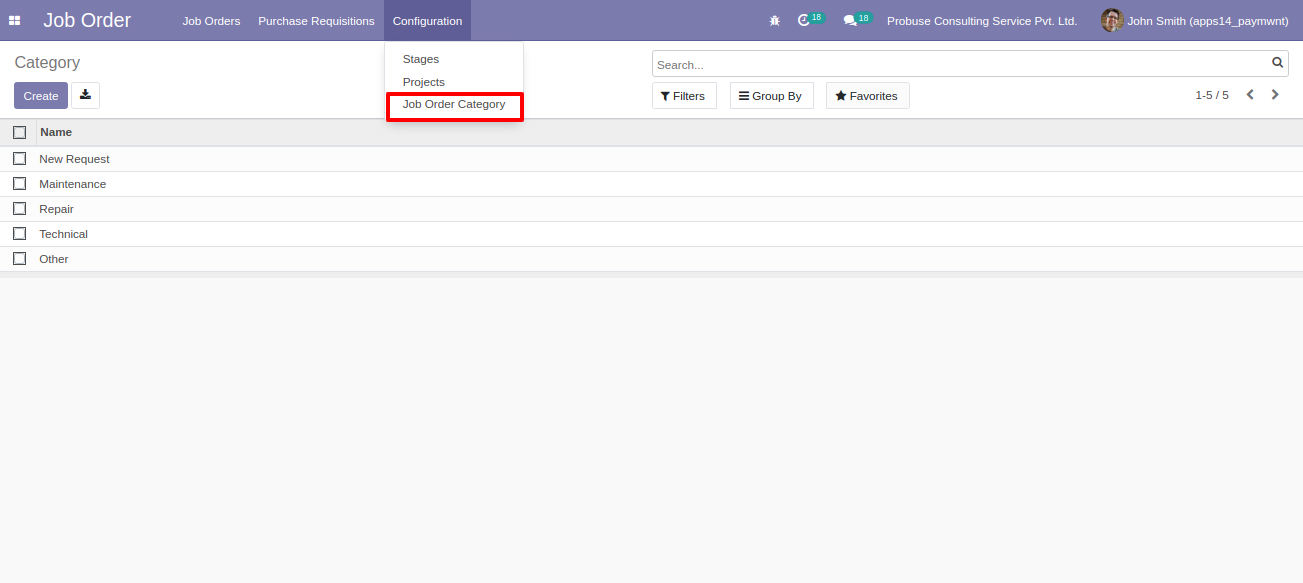 Job Order Job Orders Purchase Requisitions Configuration 18 18 Probuse Consulting Service Pvt. Ltd. John Smith (apps14_paymwnt)
Stages
Projects
Job Order Category
Category
Search...
Create
Filters Group By Favorites 1-5 / 5
Name
New Request
Maintenance
Repair
Technical
Other